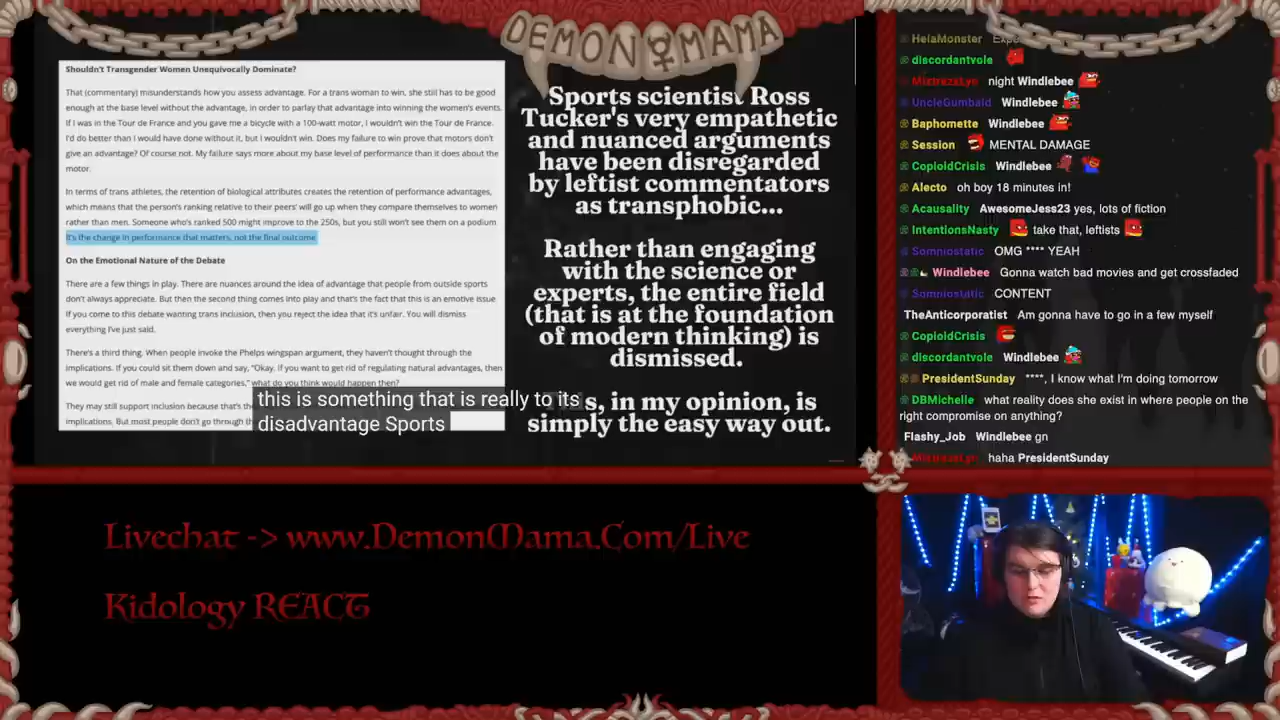 DEMON MAMA
Shouldn't Transgender Women Unequivocally Dominate?
That (commentary) misunderstands how you assess advantage. For a trans woman to win, she still has to be good
enough at the base level without the advantage, in order to parlay that advantage into winning the women's events.
If I was in the Tour de France and you gave me a bicycle with a 100-watt motor, I wouldn't win the Tour de France.
I'd do better than I would have done without it, but I wouldn't win. Does my failure to win prove that motors don't
give an advantage? Of course not. My failure says more about my base level of performance than it does about the
motor.
In terms of trans athletes, the retention of biological attributes creates the retention of performance advantages,
which means that the person's ranking relative to their peers' will go up when they compare themselves to women
rather than men. Someone who's ranked 500 might improve to the 250s, but you still won't see them on a podium
It's the change in performance that matters, not the final outcome
On the Emotional Nature of the Debate
There are a few things in play. There are nuances around the idea of advantage that people from outside sports
don't always appreciate. But then the second thing comes into play and that's the fact that this is an emotive issue
If you come to this debate wanting trans inclusion, then you reject the idea that it's unfair. You will dismiss
everything I've just said.
There's a third thing. When people invoke the Phelps wingspan argument, they haven't thought through the
implications. If you could sit them down and say, "Okay, if you want to get rid of regulating natural advantages, then
we would get rid of male and female categories," what do you think would happen then?
They may still support inclusion because that's
implications. But most people don't go through
this is something that is really to its
disadvantage Sports
Sports scientist Ross
Tucker's very empathetic
and nuanced arguments
have been disregarded
by leftist commentators
as transphobic...
Rather than engaging
with the science or
experts, the entire field
(that is at the foundation
of modern thinking) is
dismissed.
in my opinion, is
simply the easy way out.
HelaMonster
discordantvole
Mistrazelye night Windlebee
UncleGumbald Windlebee
Baphomette Windlebee
Session MENTAL DAMAGE
CopioldCrisis Windlebee
Alecto oh boy 18 minutes in!
Acausality AwesomeJess23 yes, lots of fiction
IntentionsNasty take that, leftists
Somniostatic OMG **** YEAH
Windlebee Gonna watch bad movies and get crossfaded
Somniostatic CONTENT
TheAnticorporatist Am gonna have to go in a few myself
CopioldCrisis
discordantvole Windlebee
PresidentSunday ****, I know what I'm doing tomorrow
DBMichelle what reality does she exist in where people on the
right compromise on anything?
Flashy_Job Windlebee gn
haha PresidentSunday
Livechat -> www.DemonMama.Com/Live
Kidology REACT